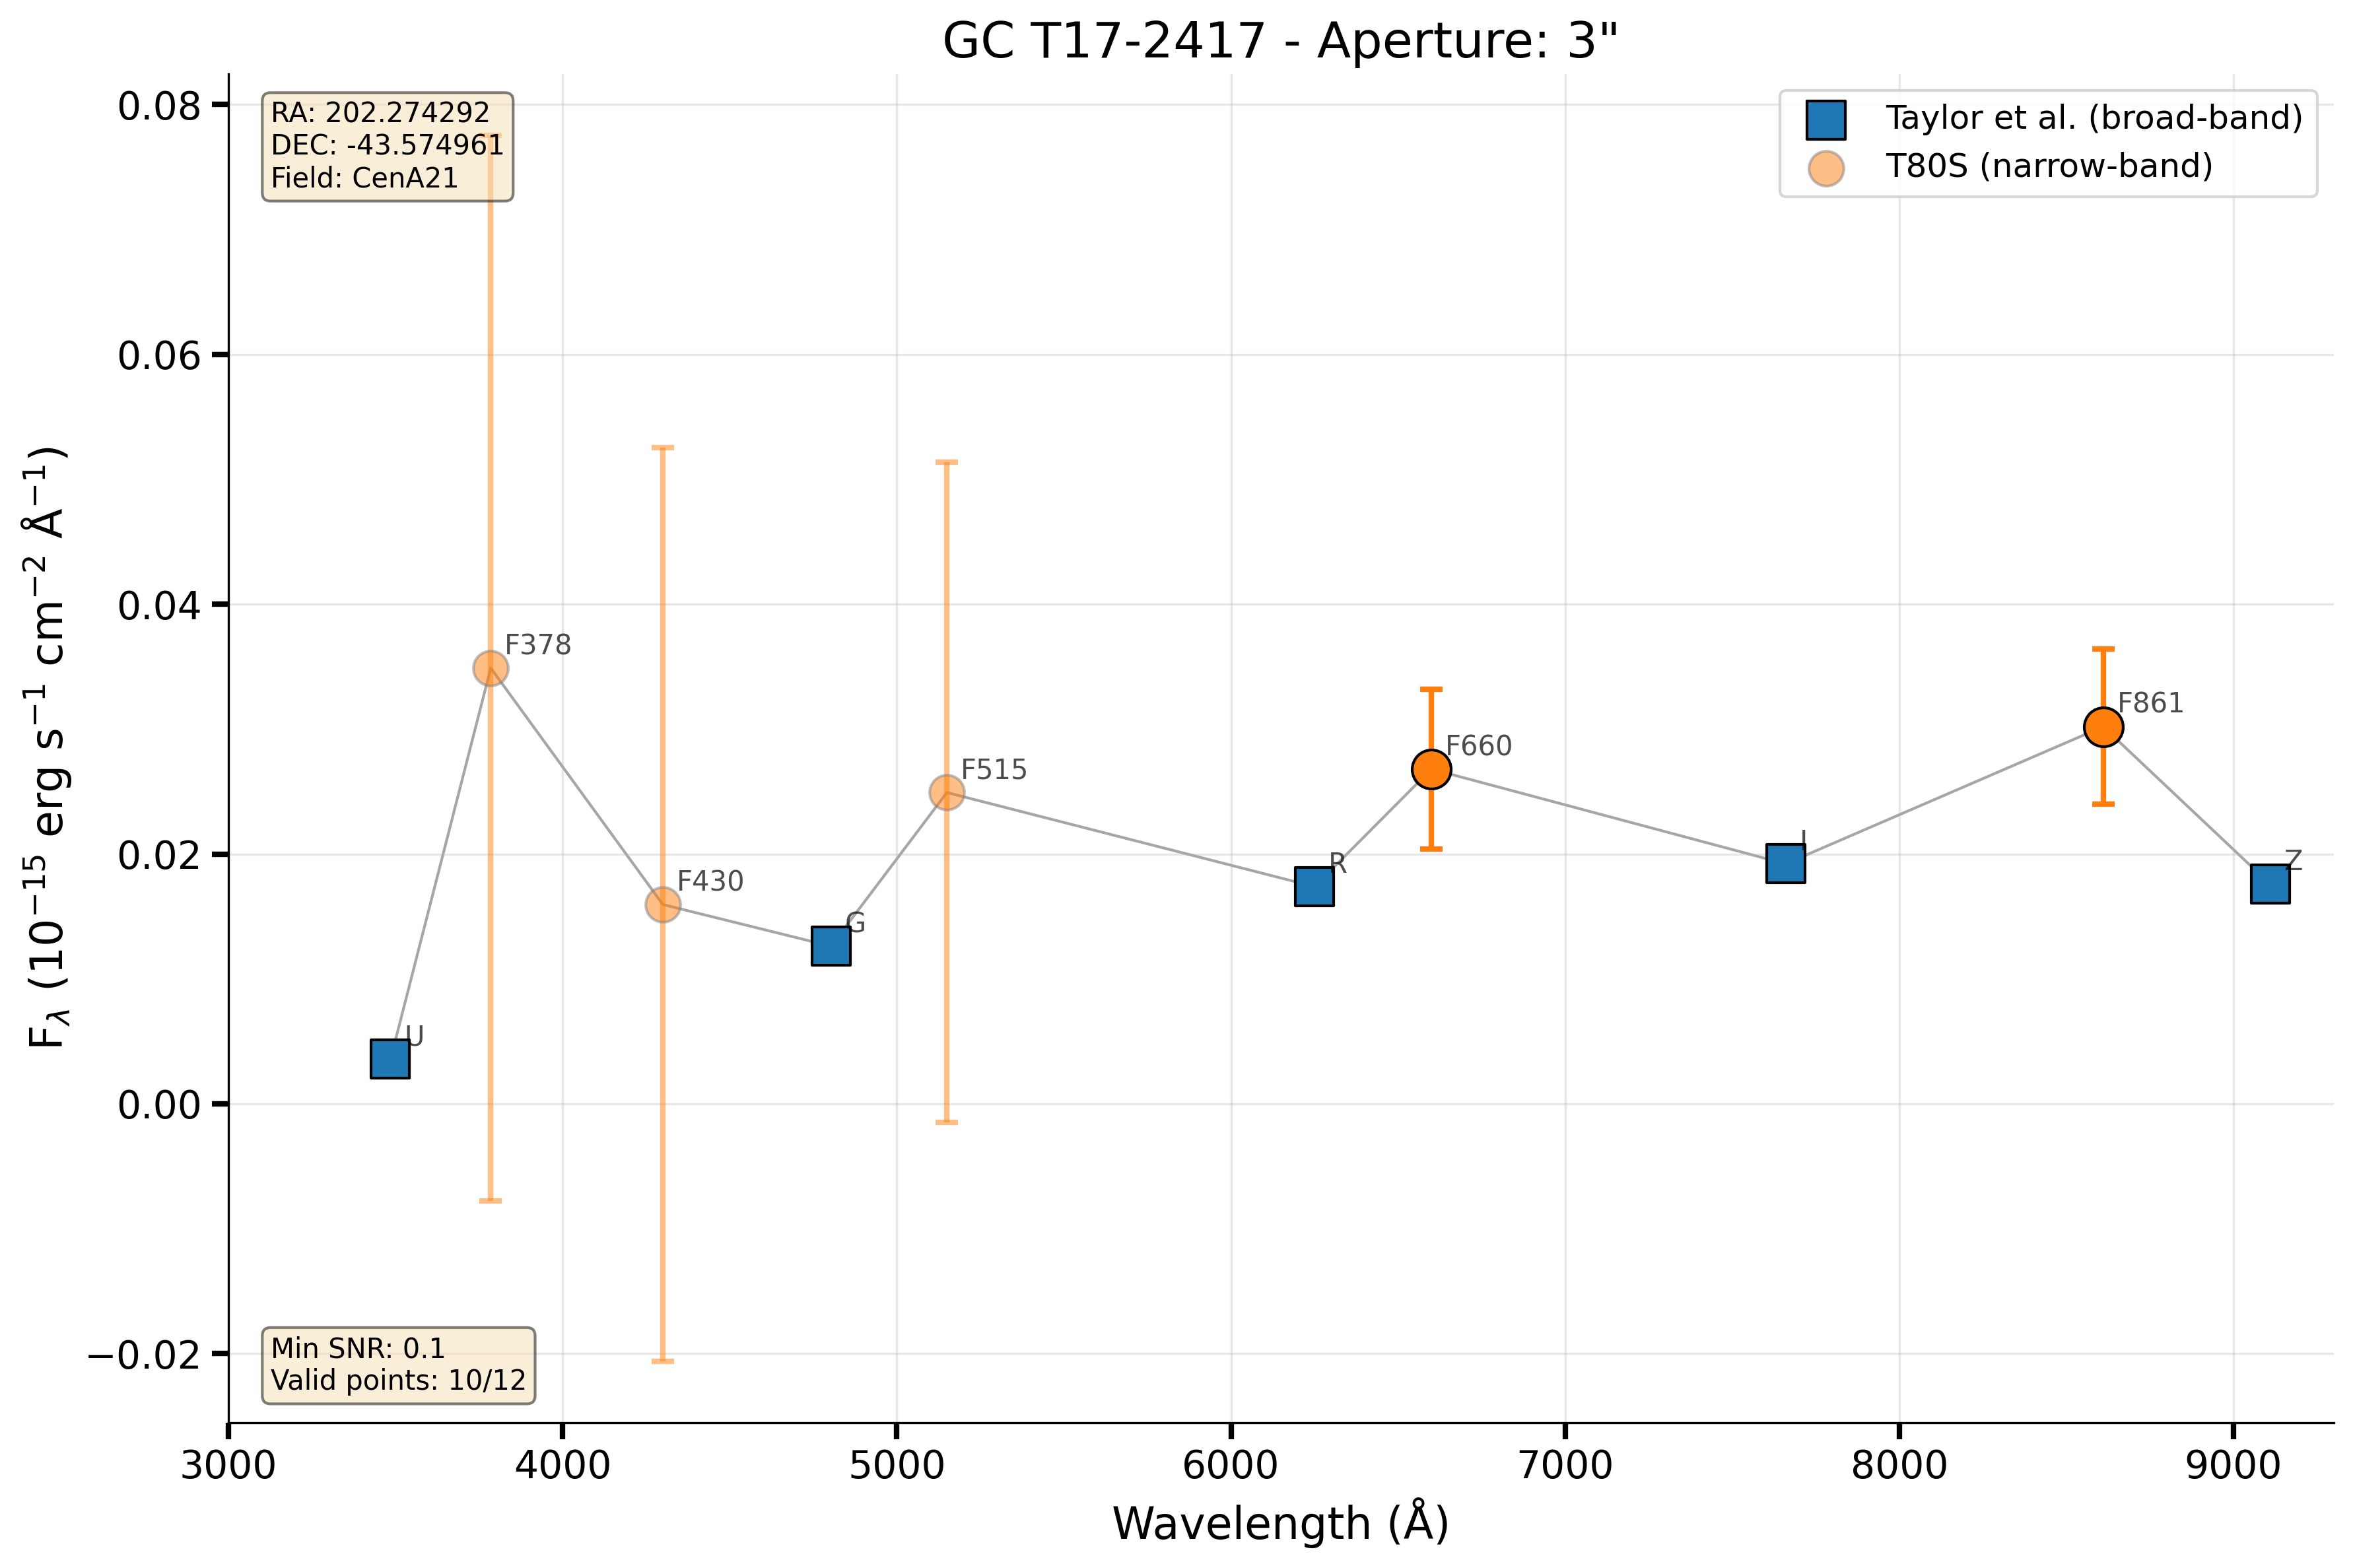 GC T17-2417 - Aperture: 3"
RA: 202.274292
DEC: -43.574961
Field: CenA21
Taylor et al. (broad-band)
T80S (narrow-band)
0.08
0.06
0.04
0.02
0.00
−0.02
F_λ (10⁻¹⁵ erg s⁻¹ cm⁻² Å⁻¹)
U
F378
F430
G
F515
R
F660
I
F861
Z
Min SNR: 0.1
Valid points: 10/12
3000 4000 5000 6000 7000 8000 9000
Wavelength (Å)